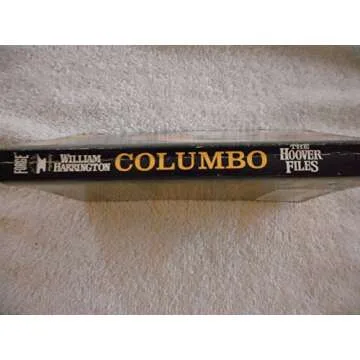 FORGE
WILLIAM
HARRINGTON
COLUMBO
THE
HOOVER
FILES